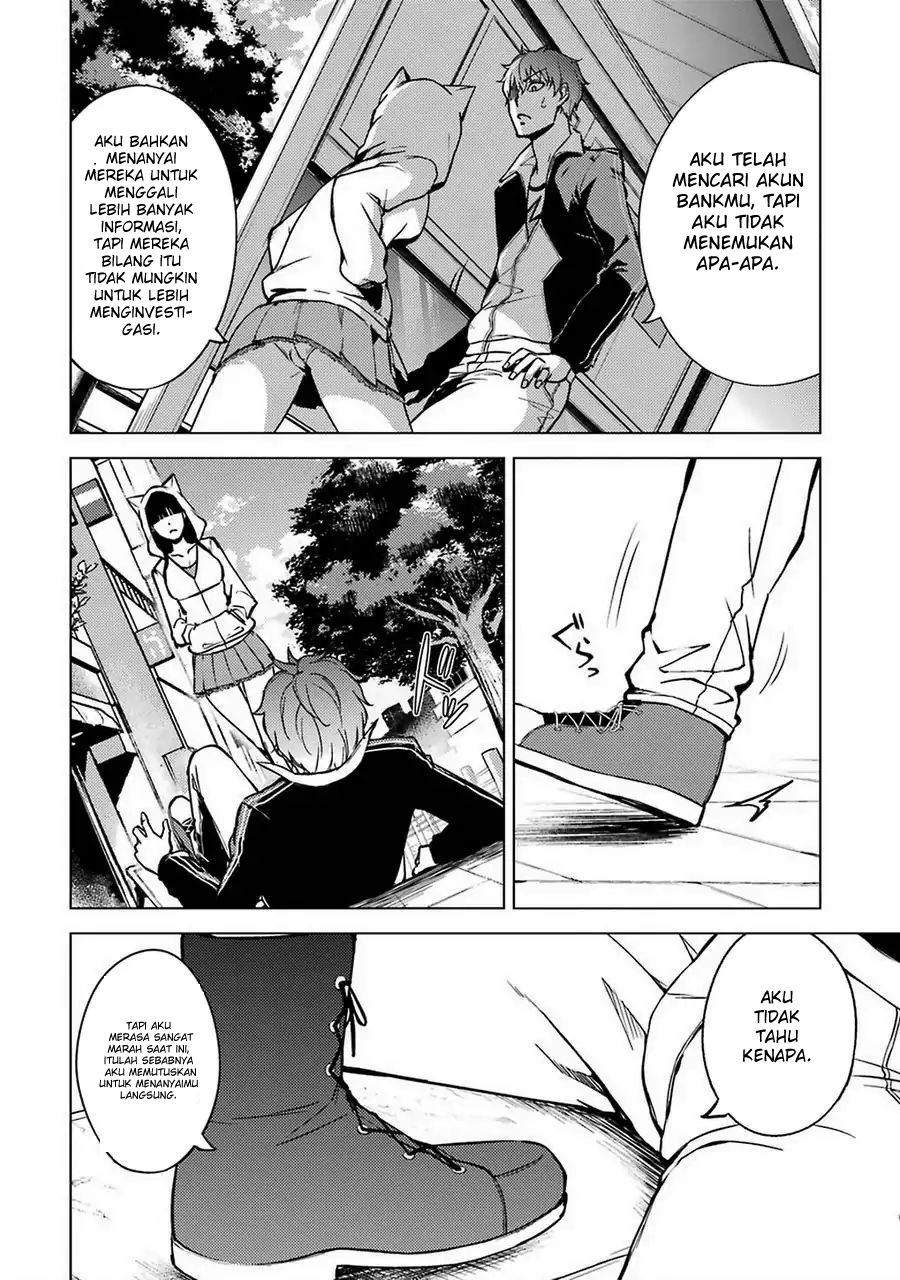 AKU TELAH
MENCARI AKUN
BANKMU, TAPI
AKU TIDAK
MENEMUKAN
APA-APA.
AKU BAHKAN
MENANYAI
MEREKA UNTUK
MENGGALI
LEBIH BANYAK
INFORMASI,
TAPI MEREKA
BILANG ITU
TIDAK MUNGKIN
UNTUK LEBIH
MENGINVESTI-
GASI.
ぐら
AKU
TIDAK
TAHU
KENAPA.
TAPI AKU
MERASA SANGAT
MARAH SAAT INI,
ITULAH SEBABNYA
AKU MEMUTUSKAN
UNTUK MENANYAIMU
LANGSUNG.